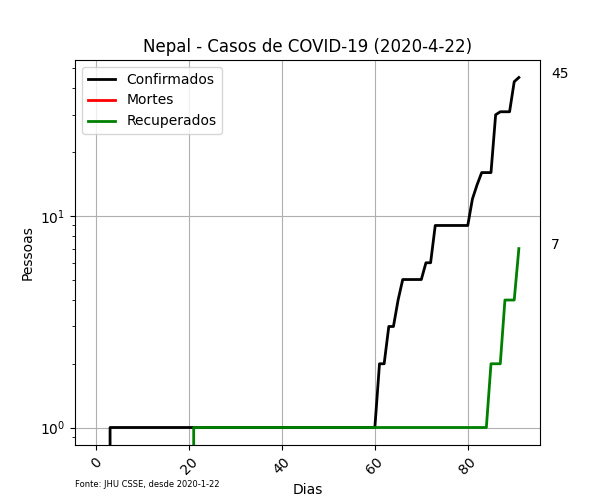 Nepal - Casos de COVID-19 (2020-4-22)
Confirmados
Mortes
Recuperados
45
7
10¹
10⁰
Pessoas
0
20
40
60
80
Dias
Fonte: JHU CSSE, desde 2020-1-22